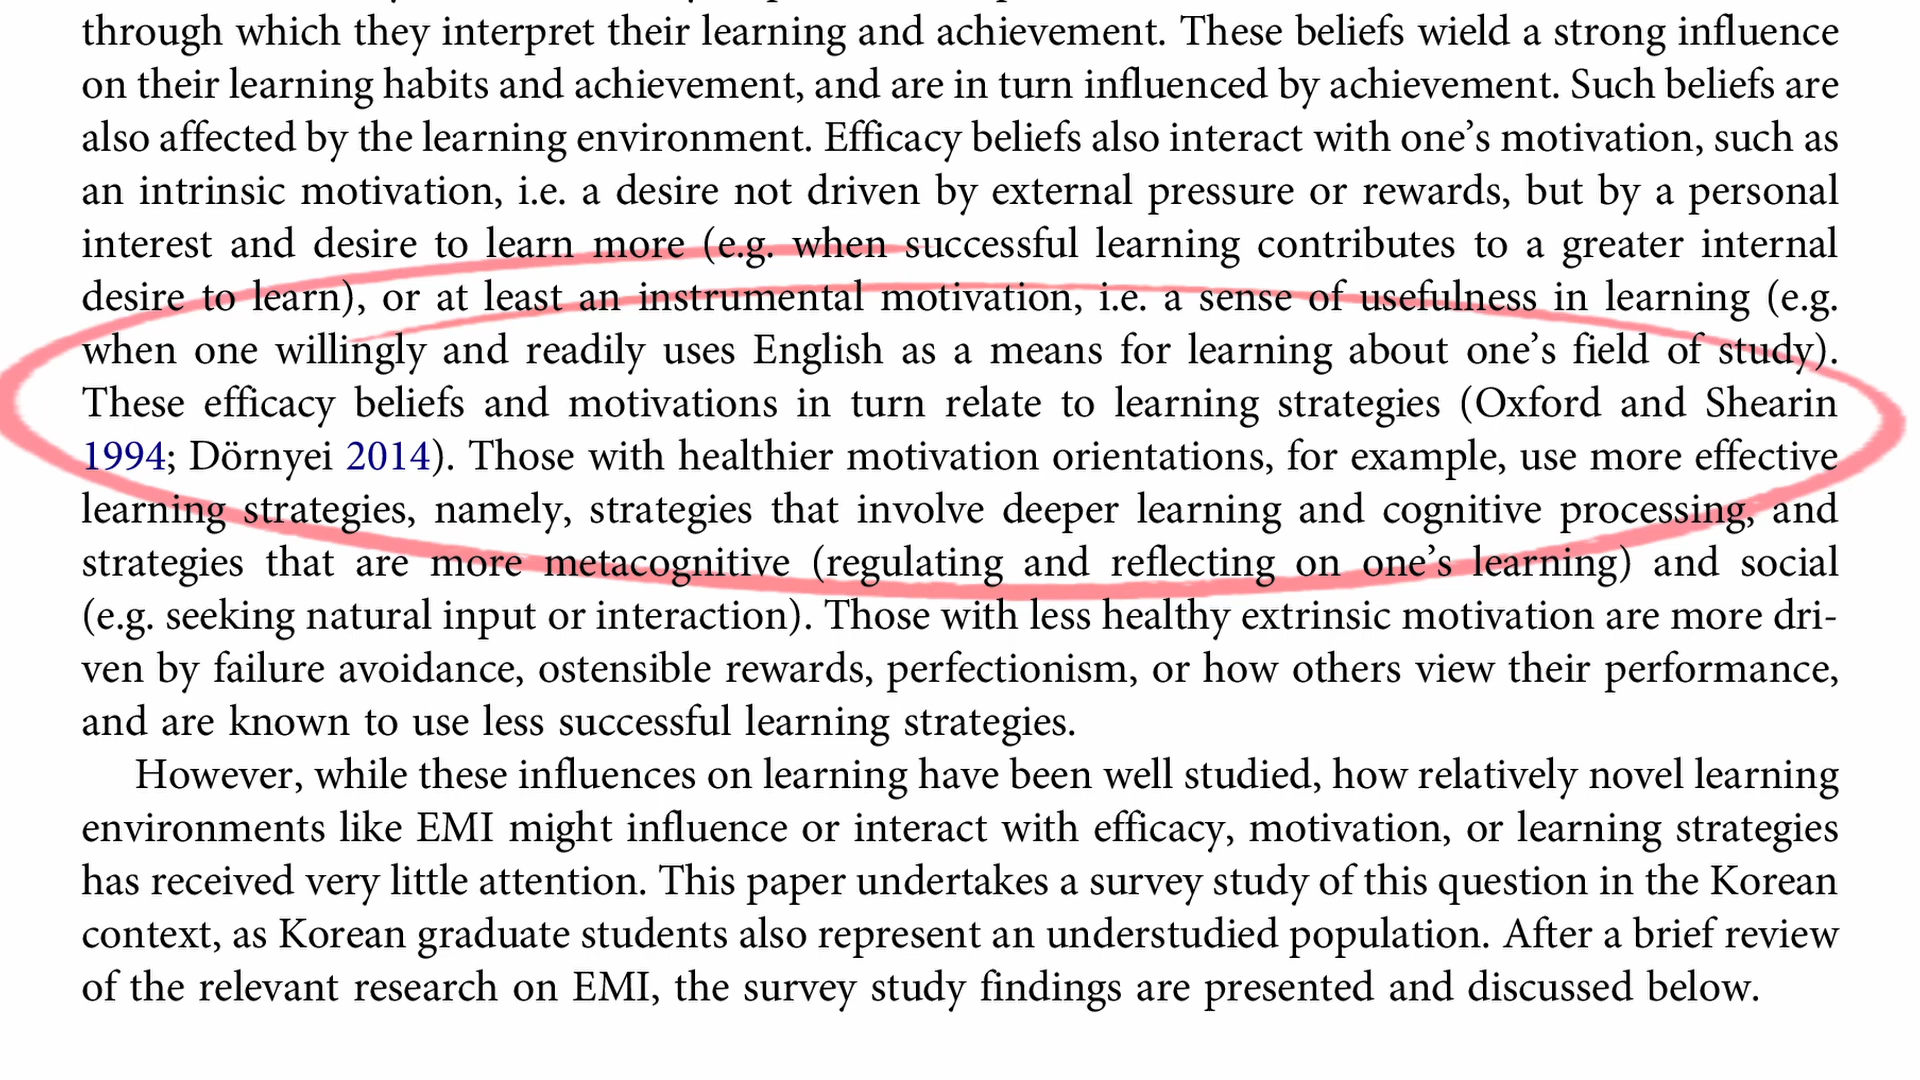 through which they interpret their learning and achievement. These beliefs wield a strong influence
on their learning habits and achievement, and are in turn influenced by achievement. Such beliefs are
also affected by the learning environment. Efficacy beliefs also interact with one’s motivation, such as
an intrinsic motivation, i.e. a desire not driven by external pressure or rewards, but by a personal
interest and desire to learn more (e.g. when successful learning contributes to a greater internal
desire to learn), or at least an instrumental motivation, i.e. a sense of usefulness in learning (e.g.
when one willingly and readily uses English as a means for learning about one’s field of study).
These efficacy beliefs and motivations in turn relate to learning strategies (Oxford and Shearin
1994; Dörnyei 2014). Those with healthier motivation orientations, for example, use more effective
learning strategies, namely, strategies that involve deeper learning and cognitive processing, and
strategies that are more metacognitive (regulating and reflecting on one’s learning) and social
(e.g. seeking natural input or interaction). Those with less healthy extrinsic motivation are more dri-
ven by failure avoidance, ostensible rewards, perfectionism, or how others view their performance,
and are known to use less successful learning strategies.
However, while these influences on learning have been well studied, how relatively novel learning
environments like EMI might influence or interact with efficacy, motivation, or learning strategies
has received very little attention. This paper undertakes a survey study of this question in the Korean
context, as Korean graduate students also represent an understudied population. After a brief review
of the relevant research on EMI, the survey study findings are presented and discussed below.